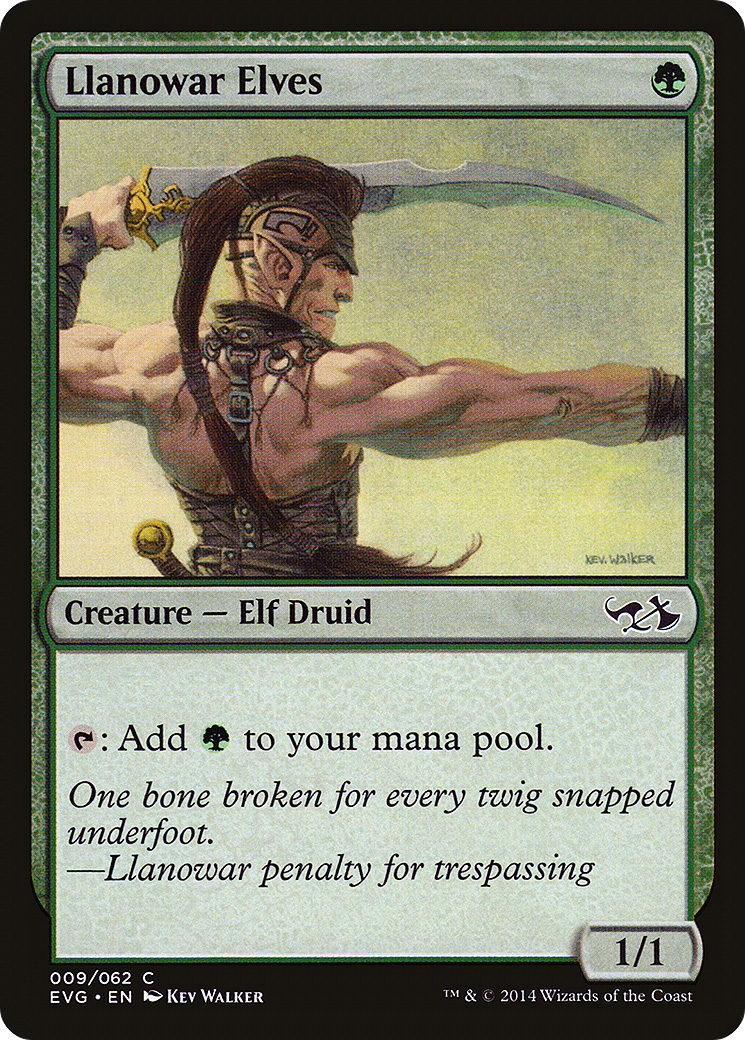 Llanowar Elves
KEV. WALKER
Creature — Elf Druid
: Add to your mana pool.
One bone broken for every twig snapped
underfoot.
—Llanowar penalty for trespassing
1/1
009/062 C
EVG • EN Kev Walker
™ & © 2014 Wizards of the Coast